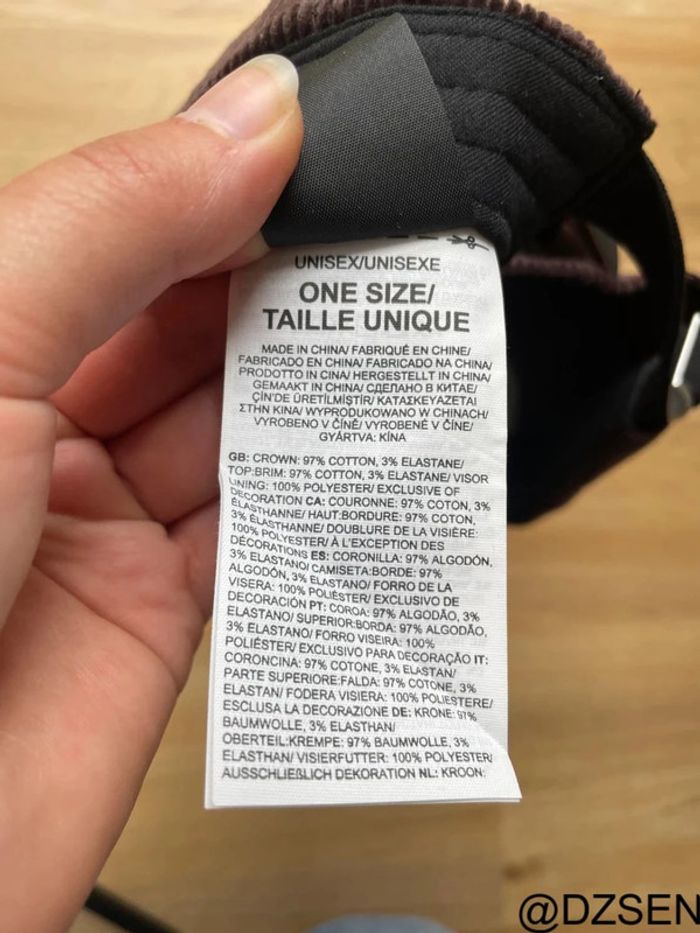 UNISEX/UNISEXE
ONE SIZE/
TAILLE UNIQUE
MADE IN CHINA/ FABRIQUÉ EN CHINE/
FABRICADO EN CHINA/ FABRICADO NA CHINA/
PRODOTTO IN CINA/ HERGESTELLT IN CHINA/
GEMAAKT IN CHINA/ СДЕЛАНО В КИТАЕ/
ÇİN'DE ÜRETİLMİŞTİR/ ΚΑΤΑΣΚΕΥΑΖΕΤΑΙ
ΣΤΗΝ ΚΙΝΑ/ WYPRODUKOWANO W CHINACH/
VYROBENO V ČÍNĚ/ VYROBENÉ V ČÍNE/
GYÁRTVA: KÍNA
GB: CROWN: 97% COTTON, 3% ELASTANE/
TOP:BRIM: 97% COTTON, 3% ELASTANE/ VISOR
LINING: 100% POLYESTER/ EXCLUSIVE OF
DECORATION CA: COURONNE: 97% COTON, 3%
ÉLASTHANNE/ HAUT:BORDURE: 97% COTON,
3% ÉLASTHANNE/ DOUBLURE DE LA VISIÈRE:
100% POLYESTER/ À L'EXCEPTION DES
DÉCORATIONS ES: CORONILLA: 97% ALGODÓN,
3% ELASTANO/ CAMISETA:BORDE: 97%
ALGODÓN, 3% ELASTANO/ FORRO DE LA
VISERA: 100% POLIÉSTER/ EXCLUSIVO DE
DECORACIÓN PT: COROA: 97% ALGODÃO, 3%
ELASTANO/ SUPERIOR:BORDA: 97% ALGODÃO,
3% ELASTANO/ FORRO VISEIRA: 100%
POLIÉSTER/ EXCLUSIVO PARA DECORAÇÃO IT:
CORONCINA: 97% COTONE, 3% ELASTAN/
PARTE SUPERIORE:FALDA: 97% COTONE, 3%
ELASTAN/ FODERA VISIERA: 100% POLIESTERE/
ESCLUSA LA DECORAZIONE DE: KRONE: 97%
BAUMWOLLE, 3% ELASTHAN/
OBERTEIL:KREMPE: 97% BAUMWOLLE, 3%
ELASTHAN/ VISIERFUTTER: 100% POLYESTER/
AUSSCHLIEßLICH DEKORATION NL: KROON:
@DZSEN